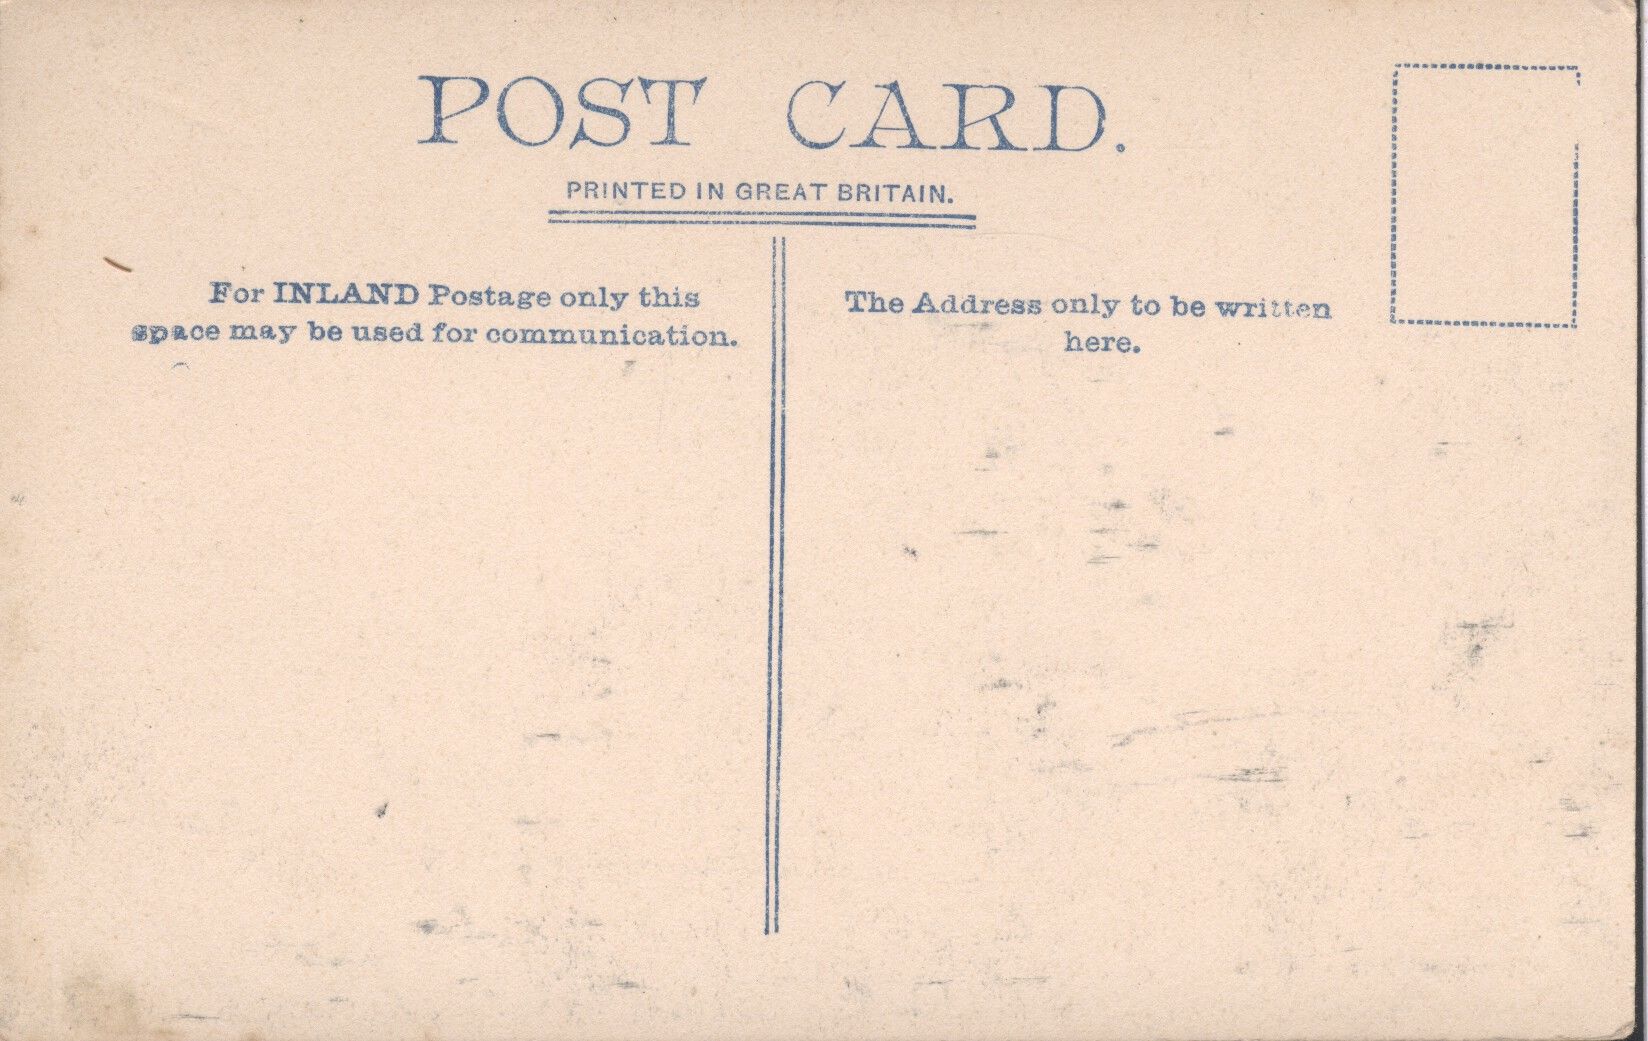 POST CARD.
PRINTED IN GREAT BRITAIN.
For INLAND Postage only this
space may be used for communication.
The Address only to be written
here.